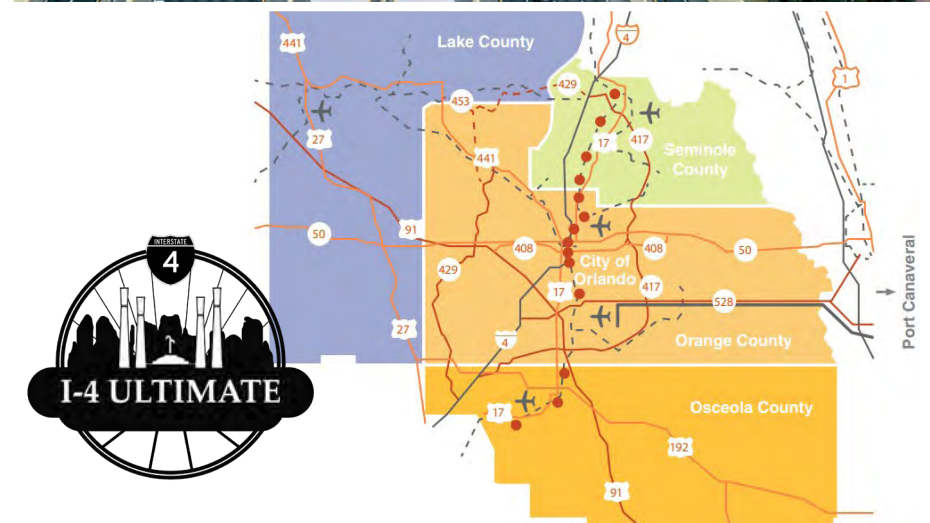 4
441
Lake County
1
429
453
27
17
417
Seminole
County
441
50
91
408
408
50
City of
Orlando
429
17
417
528
Port Canaveral
INTERSTATE
4
27
4
Orange County
I-4 ULTIMATE
17
Osceola County
192
91